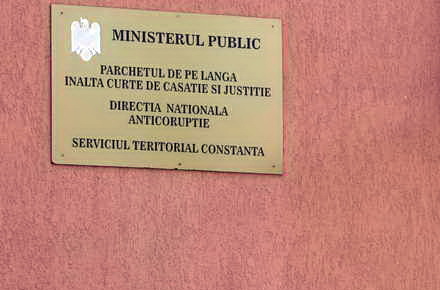 MINISTERUL PUBLIC
PARCHETUL DE PE LANGA
INALTA CURTE DE CASATIE SI JUSTITIE
DIRECTIA NATIONALA
ANTICORUPTIE
SERVICIUL TERITORIAL CONSTANTA